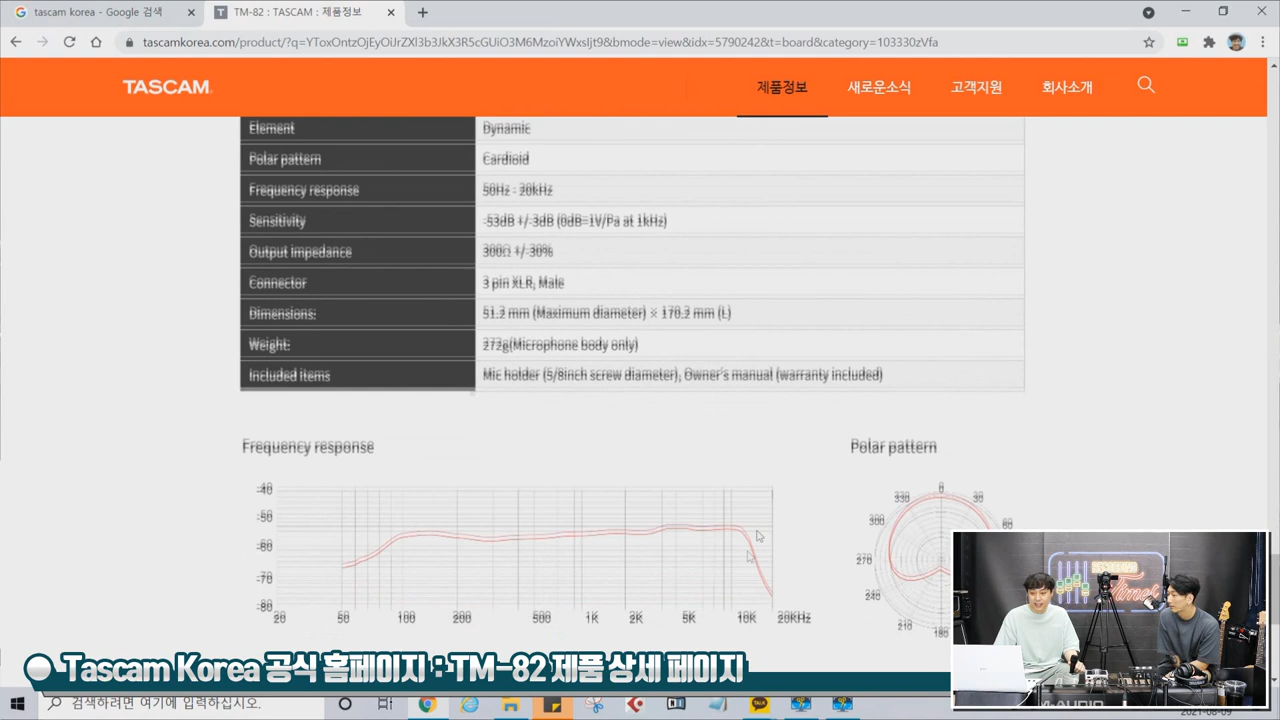 tascam korea - Google 검색
TM-82 : TASCAM : 제품정보
tascamkorea.com/product/?q=YToxOntzOjEyOiJrZXl3b3JkX3R5cGUiO3M6MzoiYWxsIjt9&bmode=view&idx=5790242&t=board&category=103330zVfa
TASCAM
제품정보 새로운소식 고객지원 회사소개
Element Dynamic
Polar pattern Cardioid
Frequency response 50Hz - 20kHz
Sensitivity -53dB +/-3dB (0dB=1V/Pa at 1kHz)
Output impedance 300Ω +/-30%
Connector 3 pin XLR, Male
Dimensions: 51.2 mm (Maximum diameter) × 170.2 mm (L)
Weight: 272g(Microphone body only)
Included items Mic holder (5/8inch screw diameter), Owner's manual (warranty included)
Frequency response
Polar pattern
-40
-50
-60
-70
-80
20 50 100 200 500 1K 2K 5K 10K 20KHz
0
330 30
300 60
270
240
210
180
Time
Tascam Korea 공식 홈페이지 : TM-82 제품 상세 페이지
검색하려면 여기에 입력하십시오.
M-AUDIO
2021-08-09